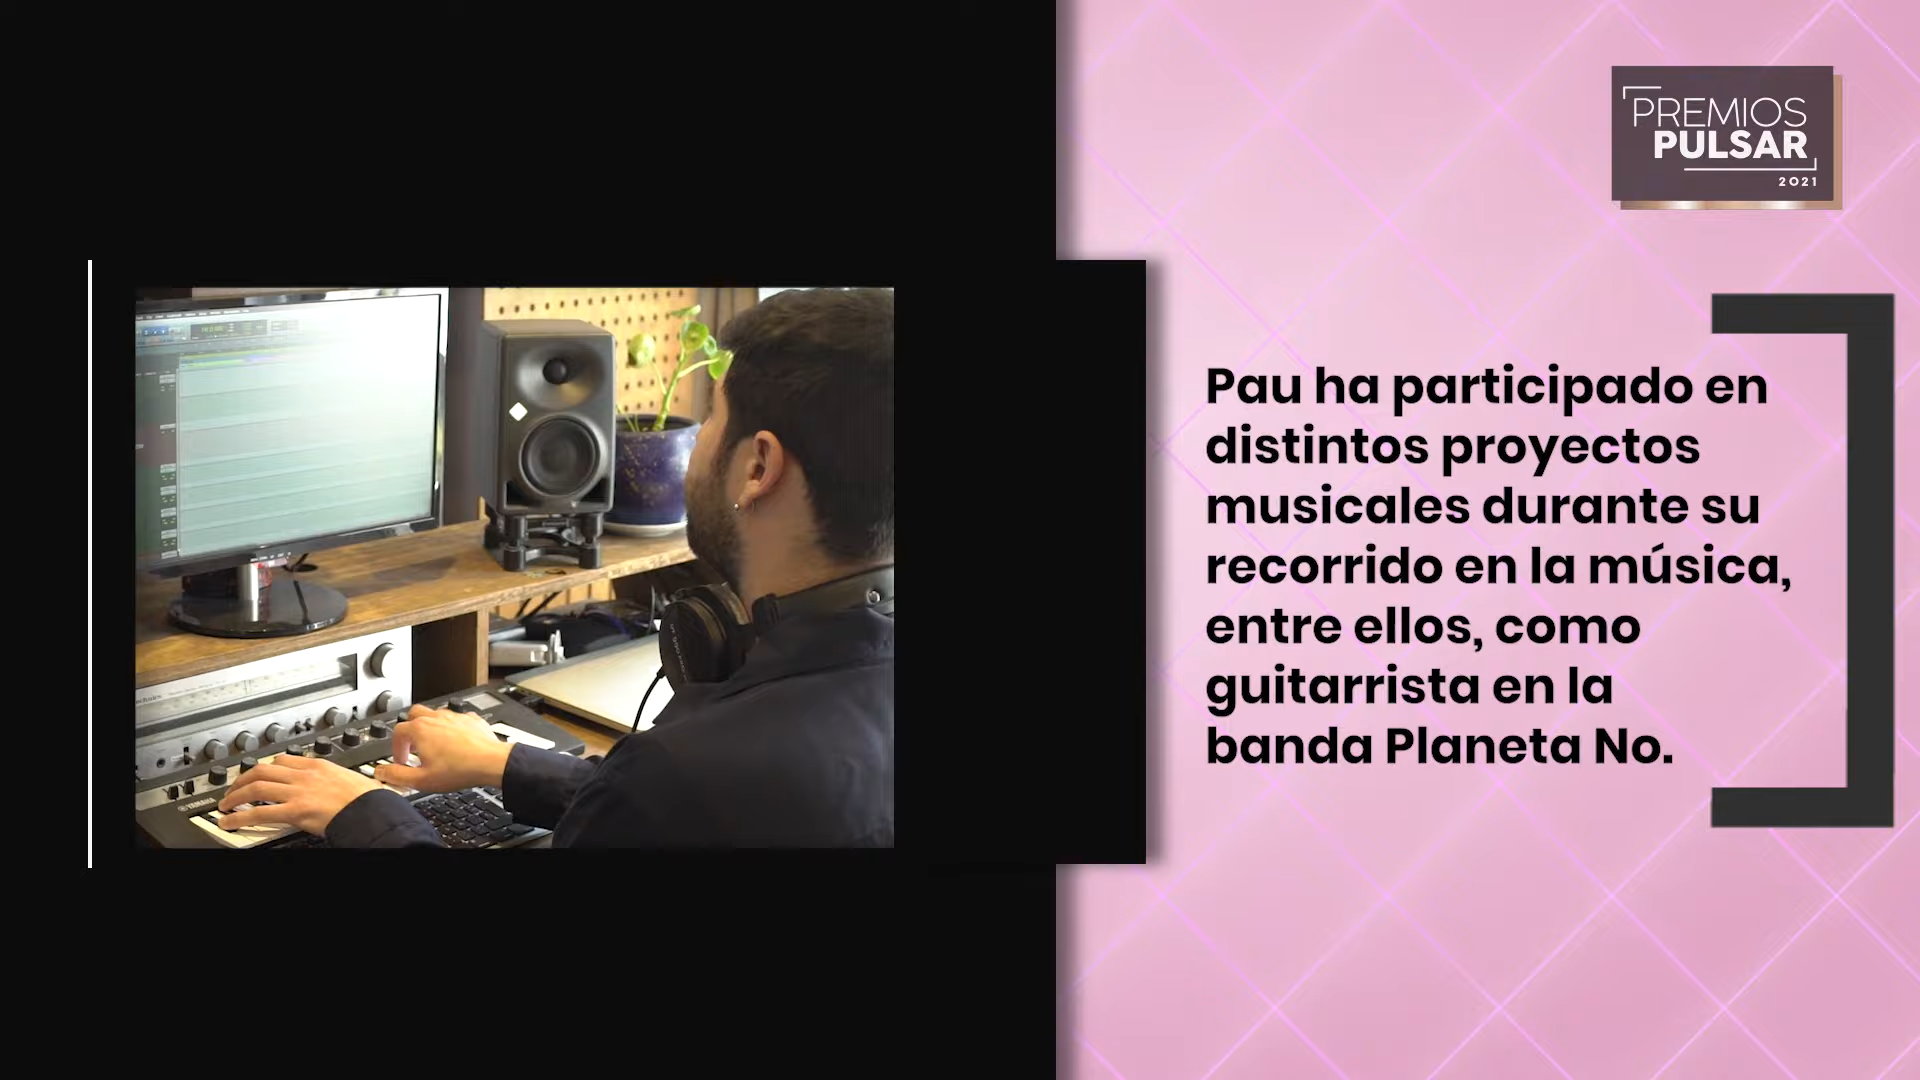 PREMIOS
PULSAR
2021
Pau ha participado en
distintos proyectos
musicales durante su
recorrido en la música,
entre ellos, como
guitarrista en la
banda Planeta No.
YAMAHA